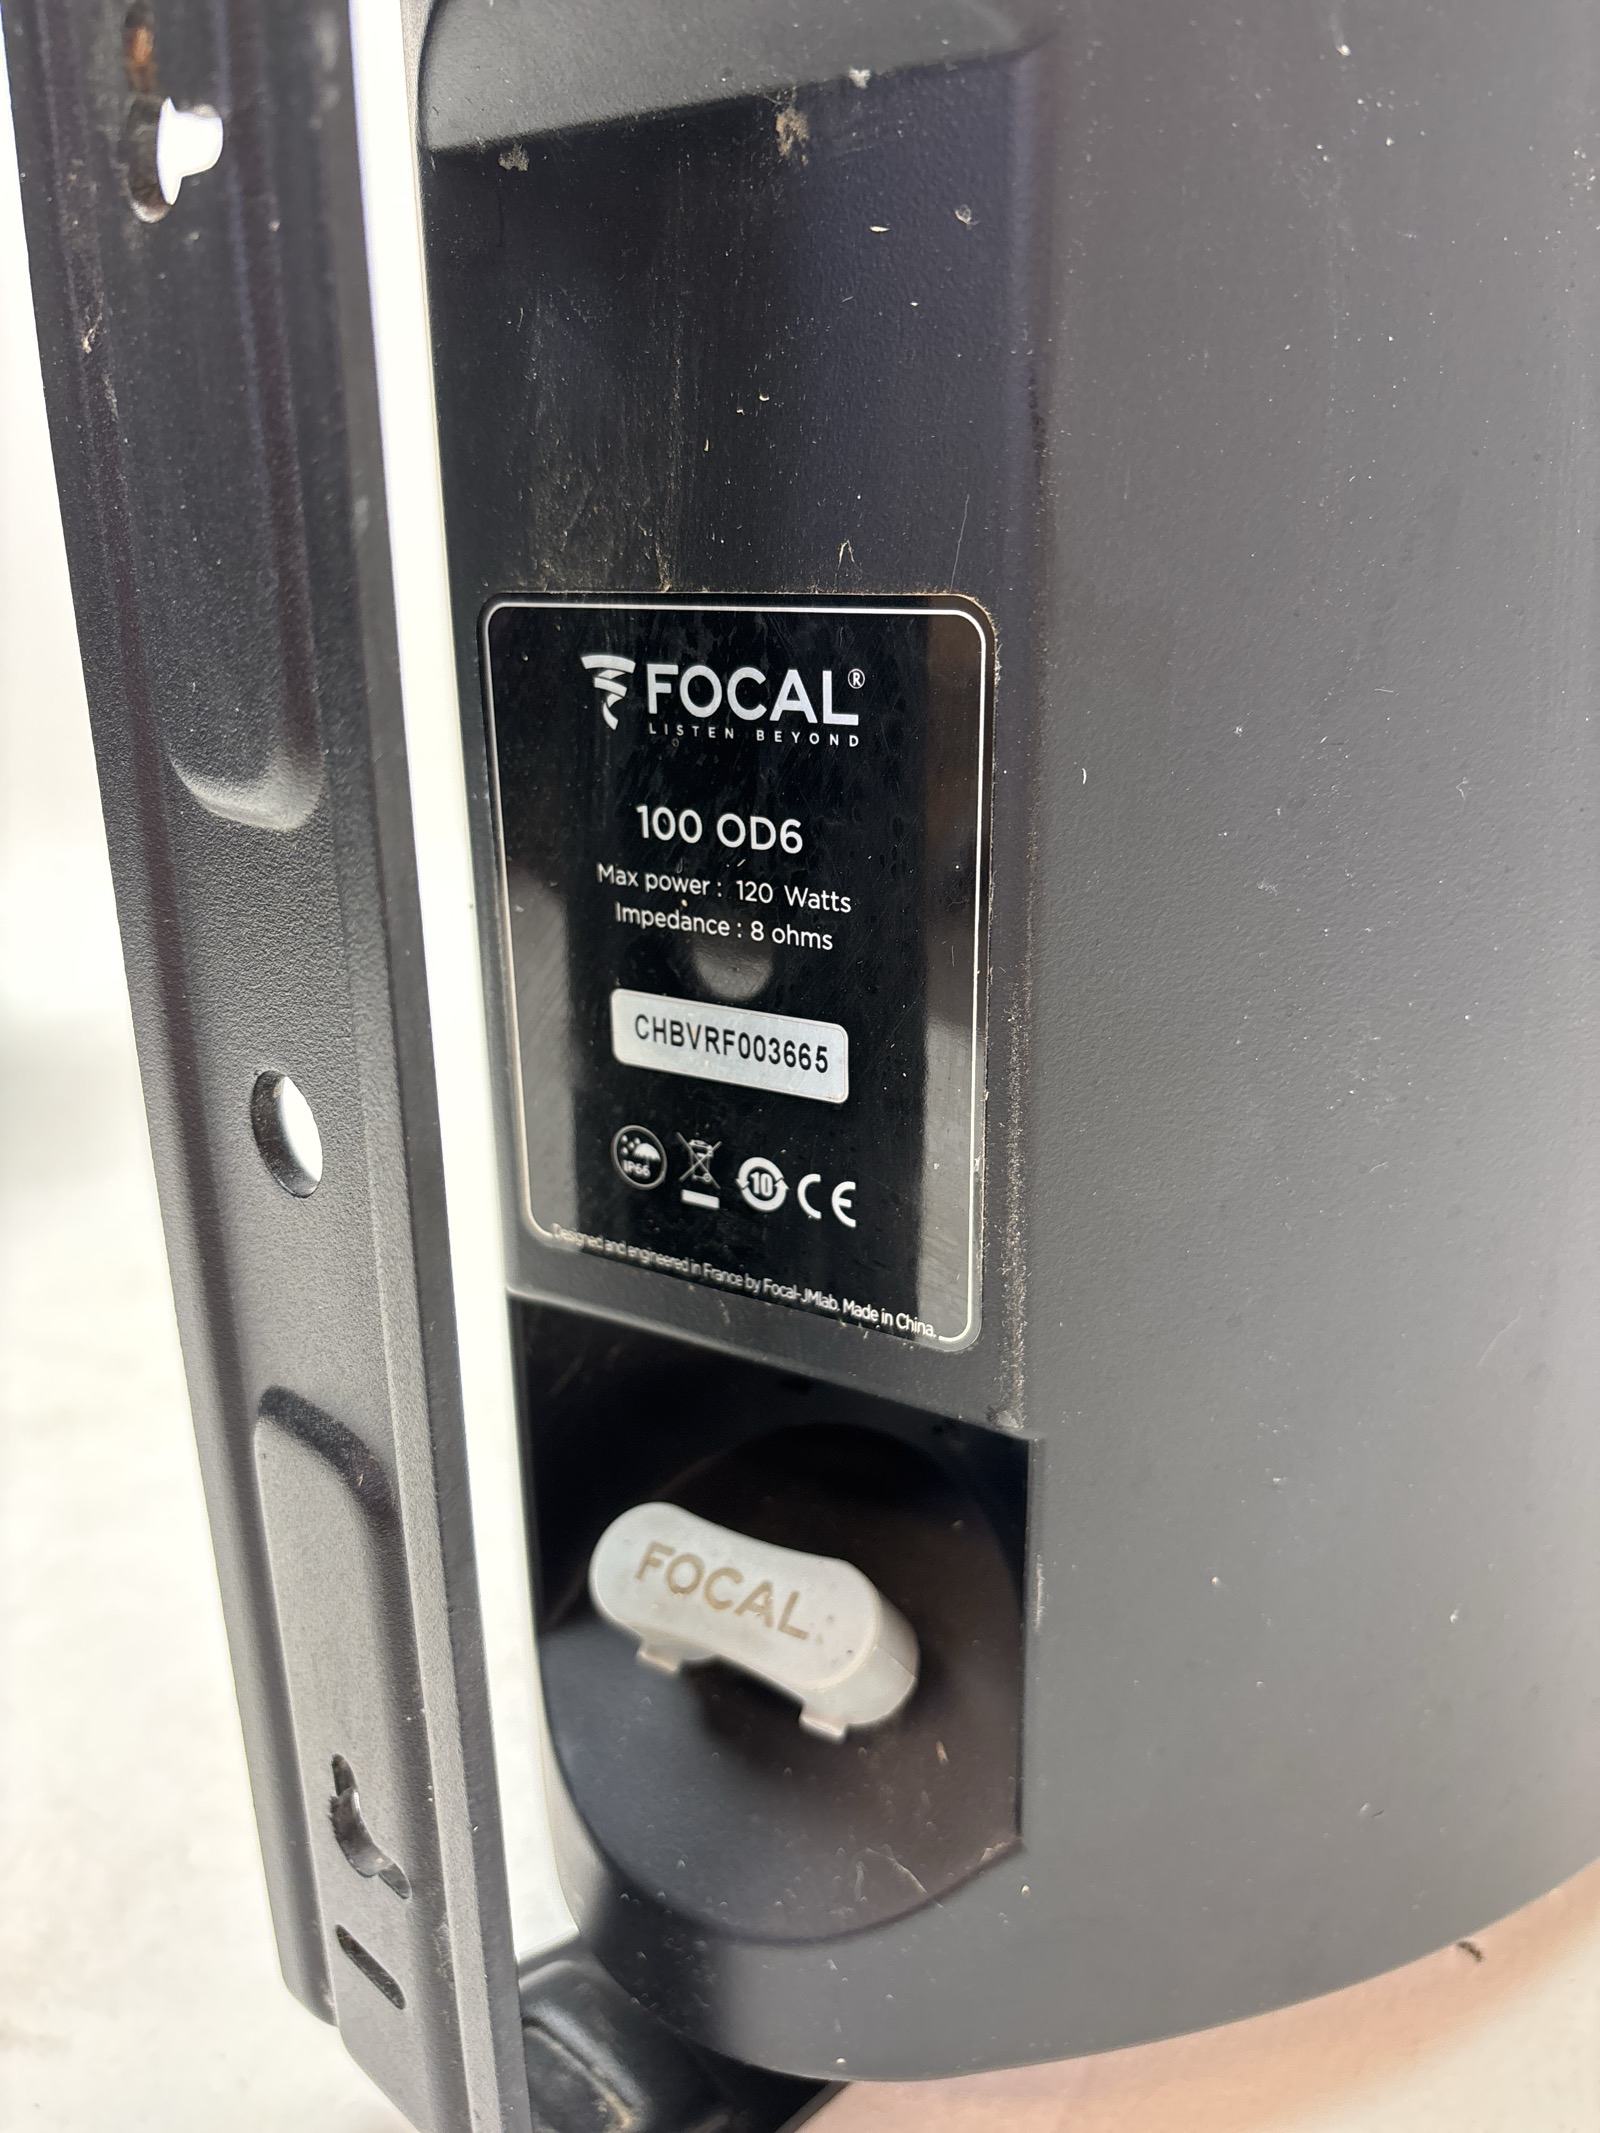 FOCAL®
LISTEN BEYOND
100 OD6
Max power : 120 Watts
Impedance : 8 ohms
CHBVRF003665
IP66
10
CE
Designed and engineered in France by Focal-JMlab. Made in China.
FOCAL